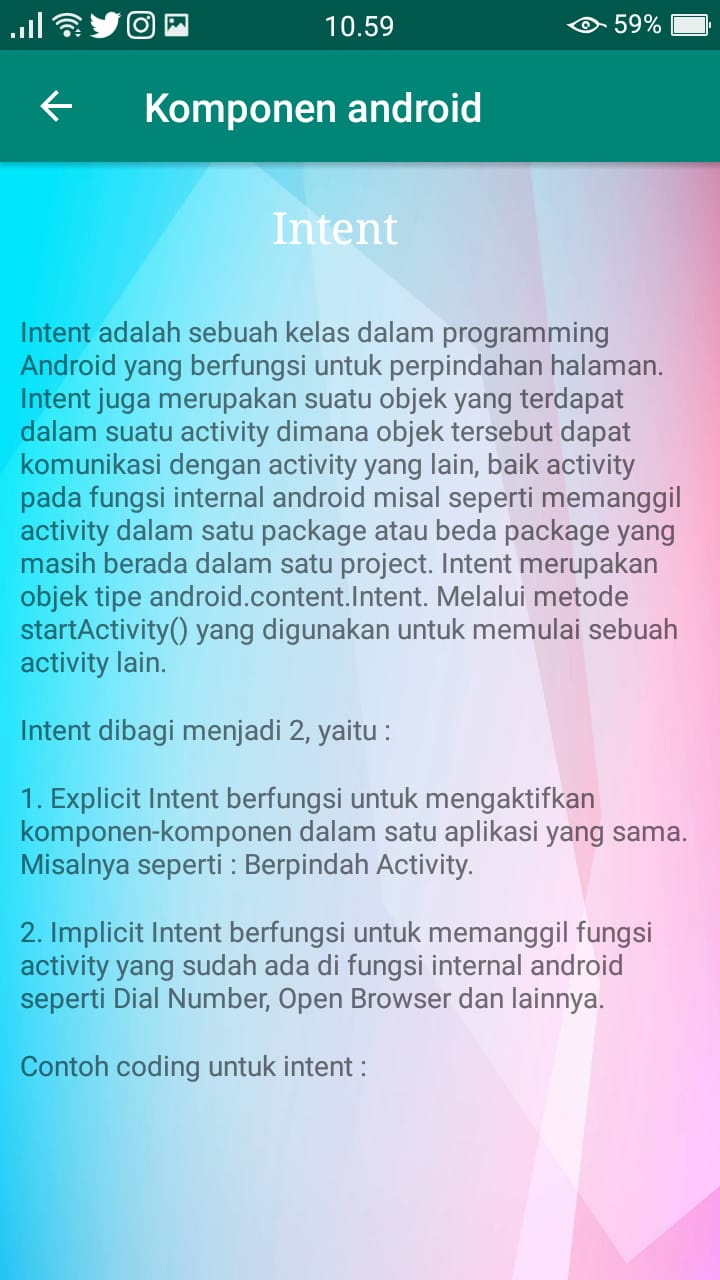 10.59
59%
Komponen android
Intent
Intent adalah sebuah kelas dalam programming
Android yang berfungsi untuk perpindahan halaman.
Intent juga merupakan suatu objek yang terdapat
dalam suatu activity dimana objek tersebut dapat
komunikasi dengan activity yang lain, baik activity
pada fungsi internal android misal seperti memanggil
activity dalam satu package atau beda package yang
masih berada dalam satu project. Intent merupakan
objek tipe android.content.Intent. Melalui metode
startActivity() yang digunakan untuk memulai sebuah
activity lain.
Intent dibagi menjadi 2, yaitu :
1. Explicit Intent berfungsi untuk mengaktifkan
komponen-komponen dalam satu aplikasi yang sama.
Misalnya seperti : Berpindah Activity.
2. Implicit Intent berfungsi untuk memanggil fungsi
activity yang sudah ada di fungsi internal android
seperti Dial Number, Open Browser dan lainnya.
Contoh coding untuk intent :